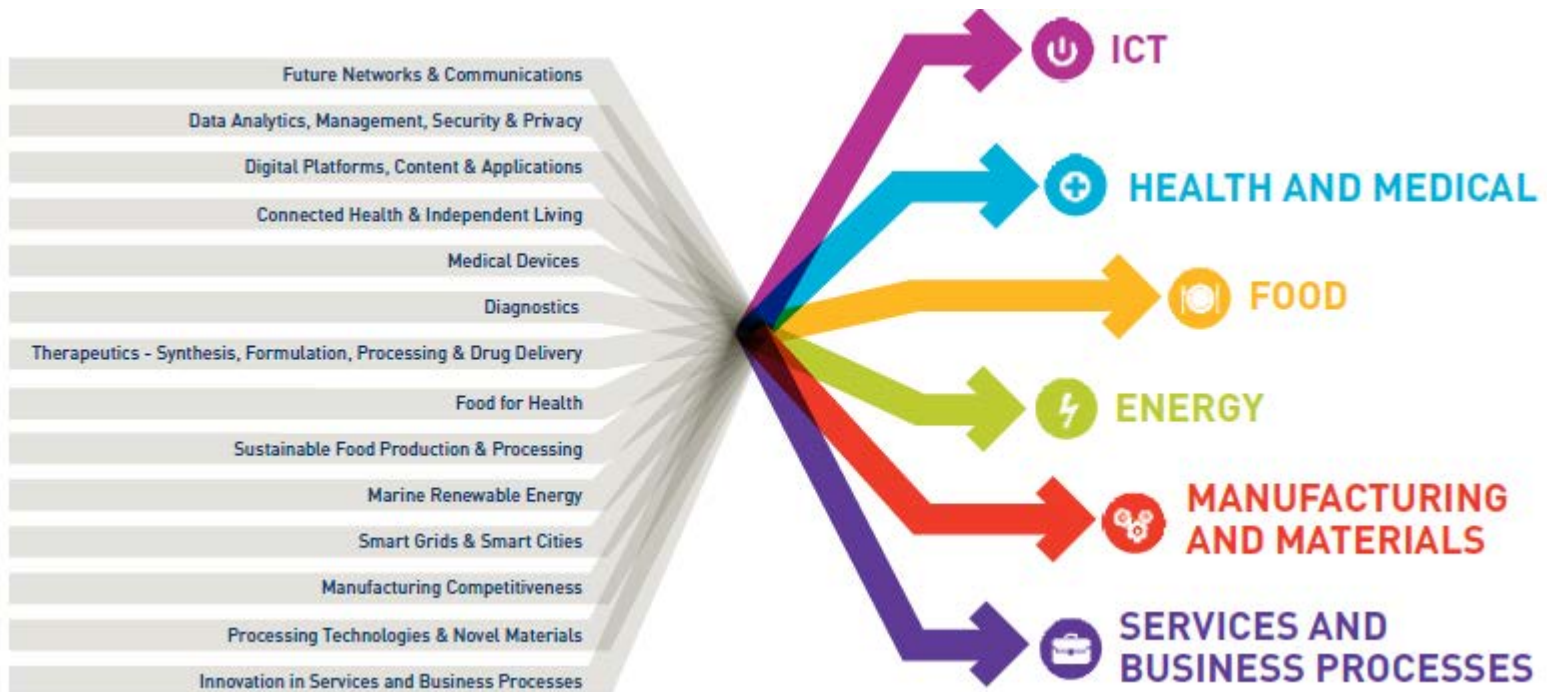 Future Networks & Communications
Data Analytics, Management, Security & Privacy
Digital Platforms, Content & Applications
Connected Health & Independent Living
Medical Devices
Diagnostics
Therapeutics - Synthesis, Formulation, Processing & Drug Delivery
Food for Health
Sustainable Food Production & Processing
Marine Renewable Energy
Smart Grids & Smart Cities
Manufacturing Competitiveness
Processing Technologies & Novel Materials
Innovation in Services and Business Processes
ICT
HEALTH AND MEDICAL
FOOD
ENERGY
MANUFACTURING
AND MATERIALS
SERVICES AND
BUSINESS PROCESSES